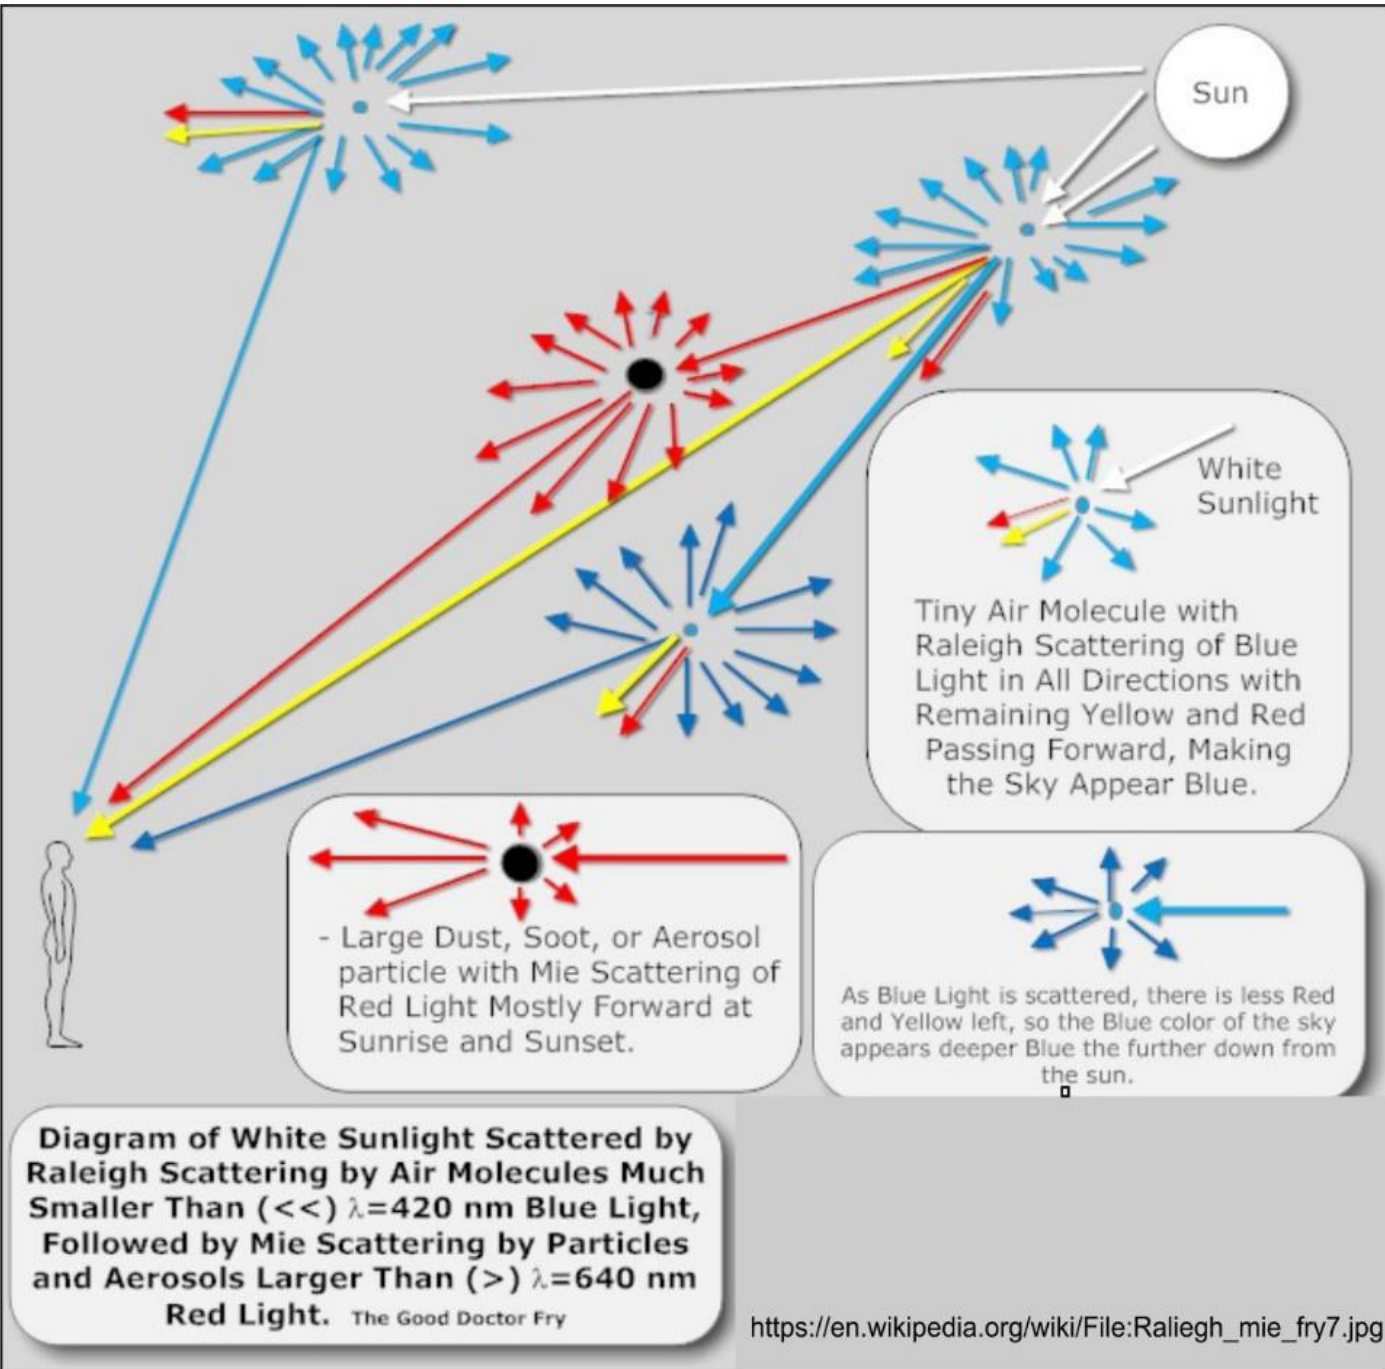 Sun
White
Sunlight
Tiny Air Molecule with
Raleigh Scattering of Blue
Light in All Directions with
Remaining Yellow and Red
Passing Forward, Making
the Sky Appear Blue.
- Large Dust, Soot, or Aerosol
particle with Mie Scattering of
Red Light Mostly Forward at
Sunrise and Sunset.
As Blue Light is scattered, there is less Red
and Yellow left, so the Blue color of the sky
appears deeper Blue the further down from
the sun.
Diagram of White Sunlight Scattered by
Raleigh Scattering by Air Molecules Much
Smaller Than (<<) λ=420 nm Blue Light,
Followed by Mie Scattering by Particles
and Aerosols Larger Than (>) λ=640 nm
Red Light. The Good Doctor Fry
https://en.wikipedia.org/wiki/File:Raliegh_mie_fry7.jpg